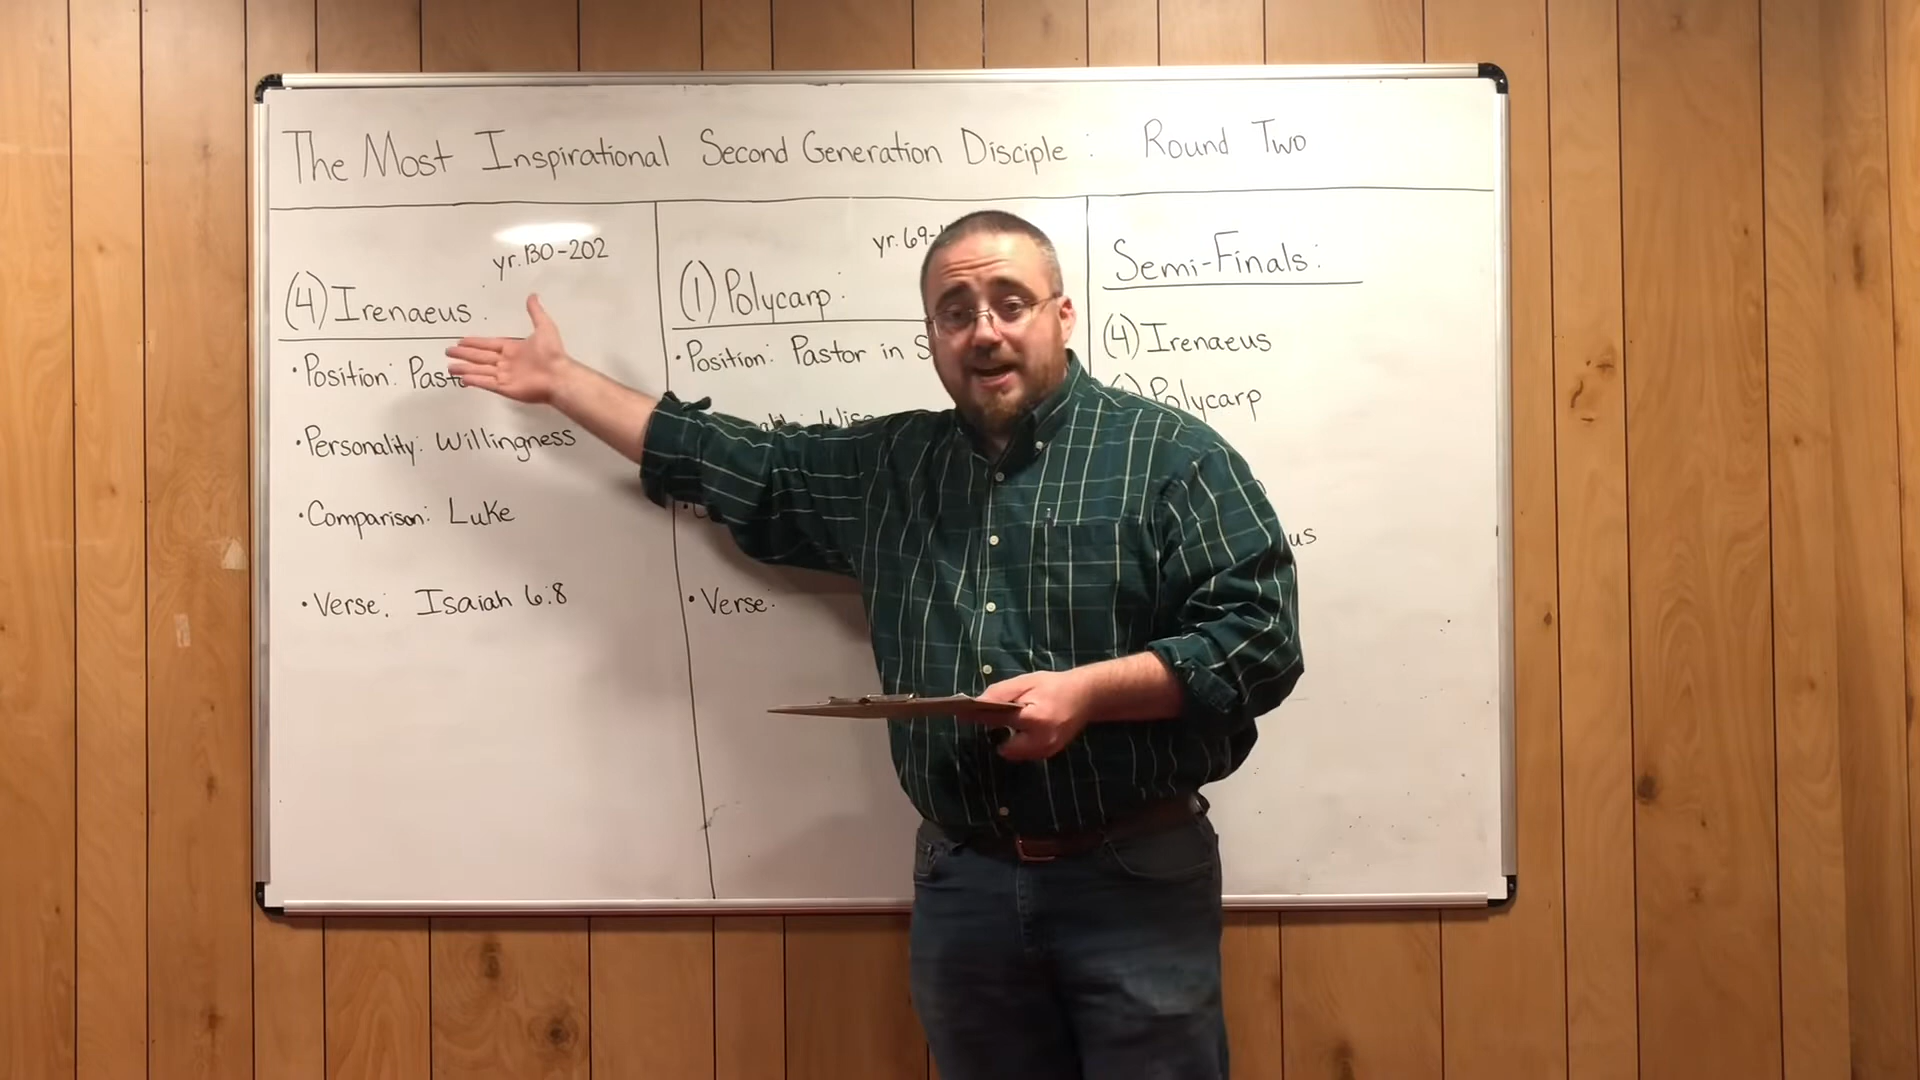 The Most Inspirational Second Generation Disciple: Round Two
yr. 130-202
(4) Irenaeus:
• Position:
• Personality: Willingness
• Comparison: Luke
• Verse: Isaiah 6:8
yr. 69-
(1) Polycarp:
• Position: Pastor in
• Verse:
Semi-Finals:
(4) Irenaeus
Polycarp